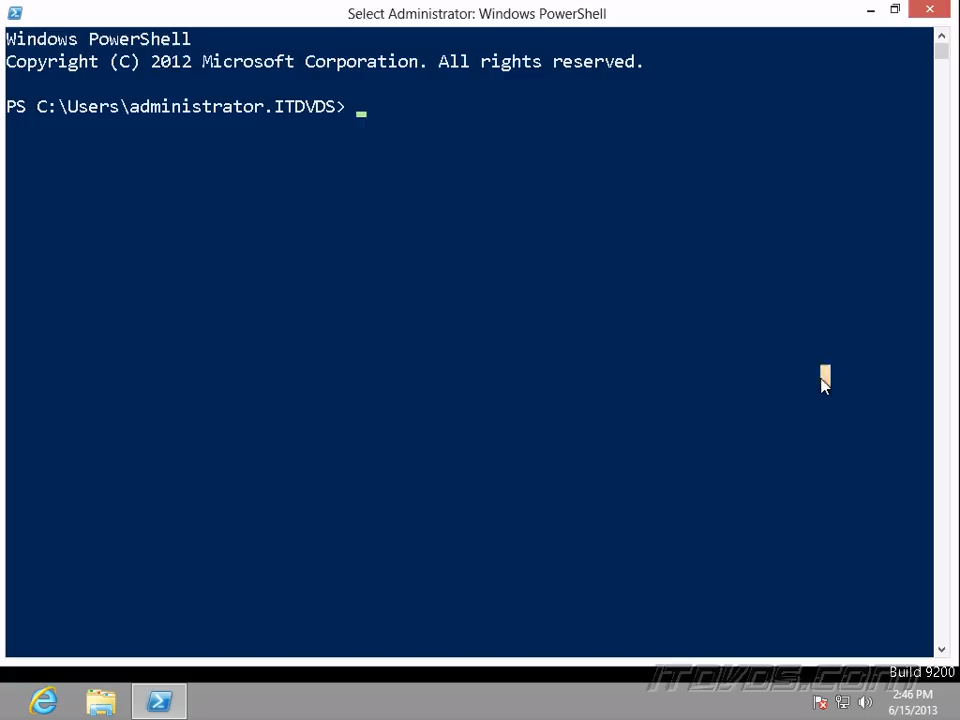 Select Administrator: Windows PowerShell
Windows PowerShell
Copyright (C) 2012 Microsoft Corporation. All rights reserved.
PS C:\Users\administrator.ITDVDS>
Build 9200
ITDVDS.COM
2:46 PM
6/15/2013